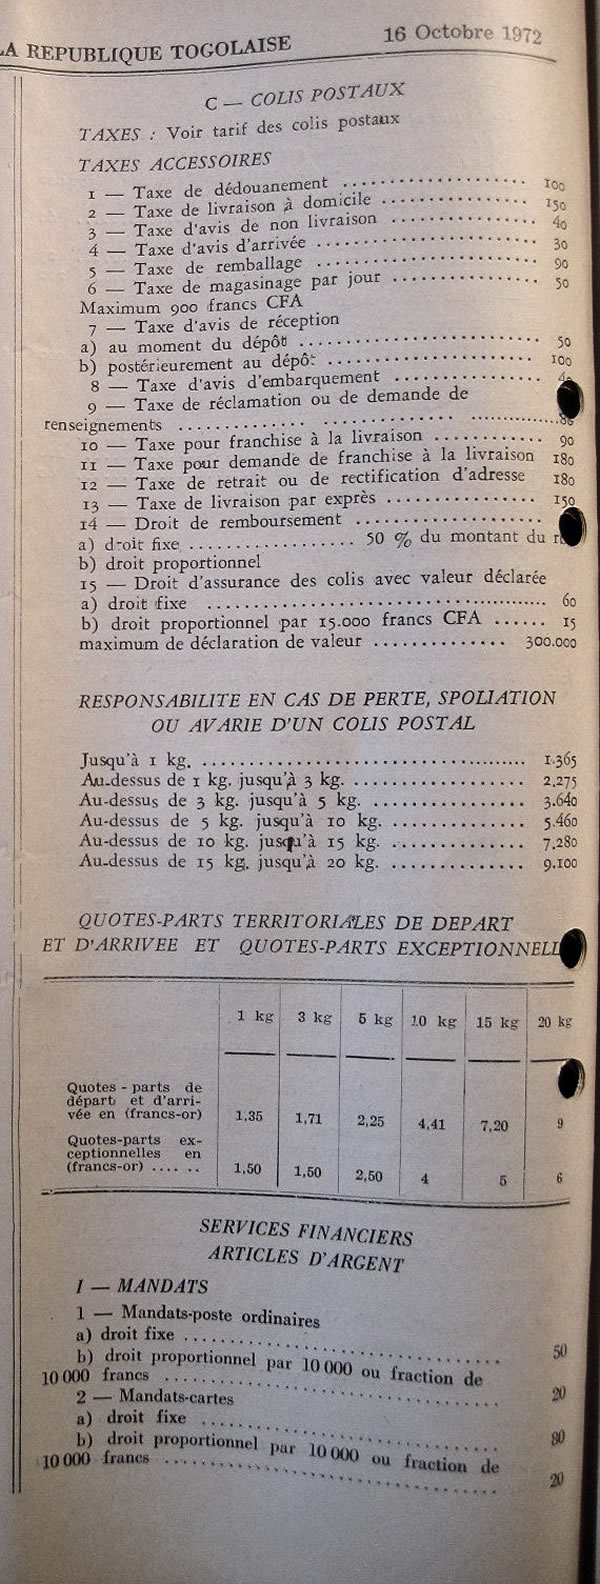 LA REPUBLIQUE TOGOLAISE 16 Octobre 1972
C — COLIS POSTAUX
TAXES : Voir tarif des colis postaux
TAXES ACCESSOIRES
1 — Taxe de dédouanement .................... 100
2 — Taxe de livraison à domicile .................... 150
3 — Taxe d'avis de non livraison .................... 40
4 — Taxe d'avis d'arrivée .................... 30
5 — Taxe de remballage .................... 90
6 — Taxe de magasinage par jour .................... 50
Maximum 900 francs CFA
7 — Taxe d'avis de réception
a) au moment du dépôt .................... 50
b) postérieurement au dépôt .................... 100
8 — Taxe d'avis d'embarquement ....................
9 — Taxe de réclamation ou de demande de
renseignements ....................
10 — Taxe pour franchise à la livraison ............ 90
11 — Taxe pour demande de franchise à la livraison 180
12 — Taxe de retrait ou de rectification d'adresse 180
13 — Taxe de livraison par exprès .................... 150
14 — Droit de remboursement ....................
a) droit fixe .................... 50 % du montant du
b) droit proportionnel
15 — Droit d'assurance des colis avec valeur déclarée
a) droit fixe .................... 60
b) droit proportionnel par 15.000 francs CFA ...... 15
maximum de déclaration de valeur .............. 300.000
RESPONSABILITE EN CAS DE PERTE, SPOLIATION
OU AVARIE D'UN COLIS POSTAL
Jusqu'à 1 kg. .................... 1.365
Au-dessus de 1 kg. jusqu'à 3 kg. .................... 2.275
Au-dessus de 3 kg. jusqu'à 5 kg. .................... 3.640
Au-dessus de 5 kg. jusqu'à 10 kg. .................... 5.460
Au-dessus de 10 kg. jusqu'à 15 kg. .................... 7.280
Au-dessus de 15 kg. jusqu'à 20 kg. .................... 9.100
QUOTES-PARTS TERRITORIALES DE DEPART
ET D'ARRIVEE ET QUOTES-PARTS EXCEPTIONNELL
1 kg 3 kg 5 kg 10 kg 15 kg 20 kg
Quotes-parts de
départ et d'arri-
vée en (francs-or) 1,35 1,71 2,25 4,41 7,20 9
Quotes-parts ex-
ceptionnelles en
(francs-or) ...... 1,50 1,50 2,50 4 5 6
SERVICES FINANCIERS
ARTICLES D'ARGENT
I — MANDATS
1 — Mandats-poste ordinaires
a) droit fixe .................... 50
b) droit proportionnel par 10 000 ou fraction de
10 000 francs .................... 20
2 — Mandats-cartes
a) droit fixe .................... 80
b) droit proportionnel par 10 000 ou fraction de
10 000 francs .................... 20